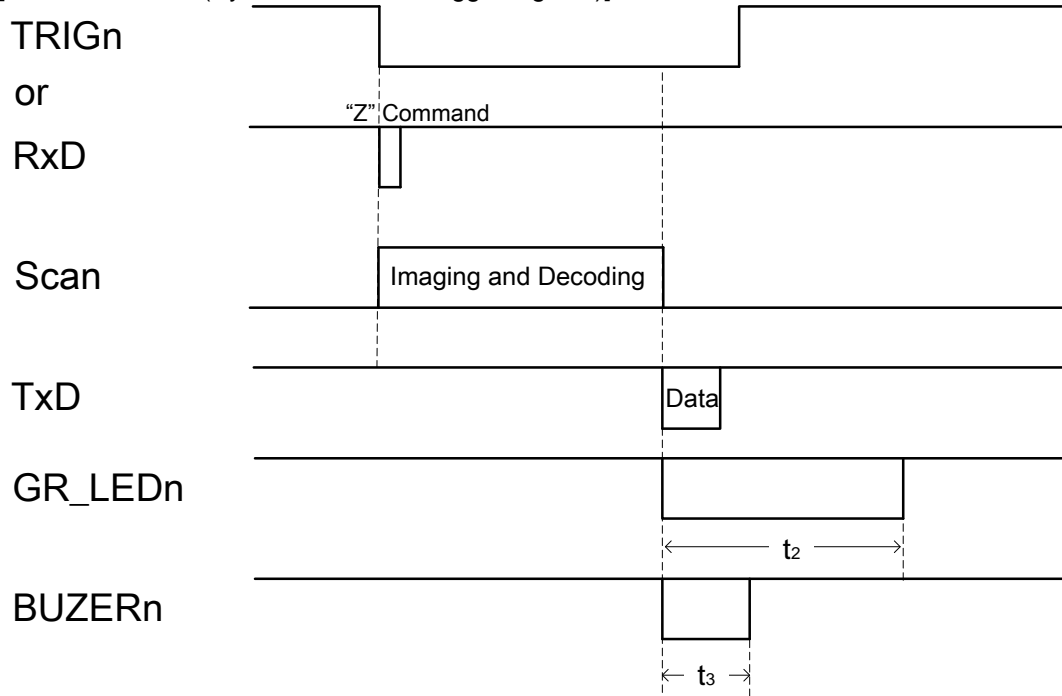 TRIGn
or
"Z" Command
RxD
Scan
Imaging and Decoding
TxD
Data
GR_LEDn
t2
BUZERn
t3